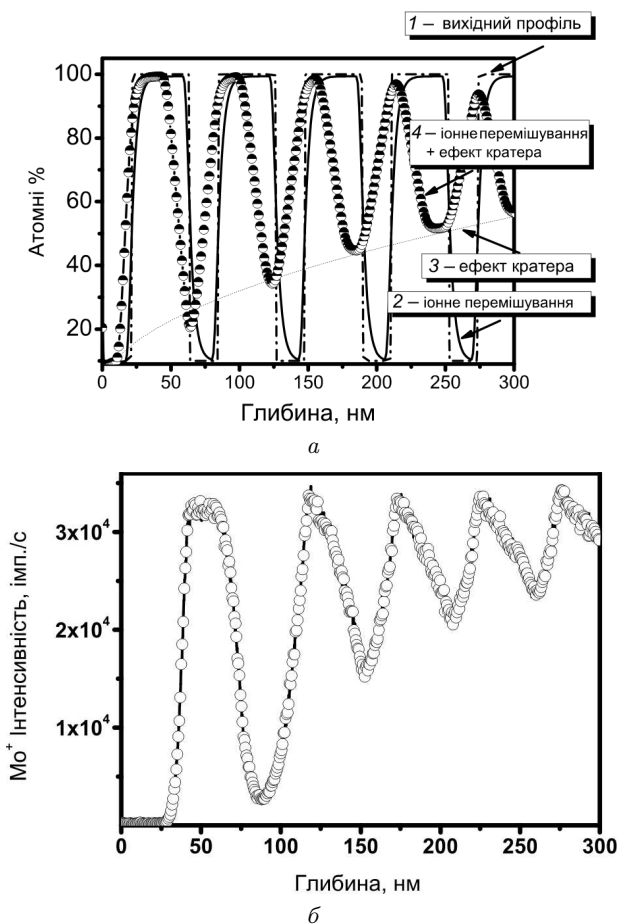 1 – вихідний профіль
100
80
60
40
20
Атомні %
4 – іонне перемішування
+ ефект кратера
3 – ефект кратера
2 – іонне перемішування
0 50 100 150 200 250 300
Глибина, нм
а
3x10⁴
2x10⁴
1x10⁴
Mo⁺ Інтенсивність, імп./с
0 50 100 150 200 250 300
Глибина, нм
б